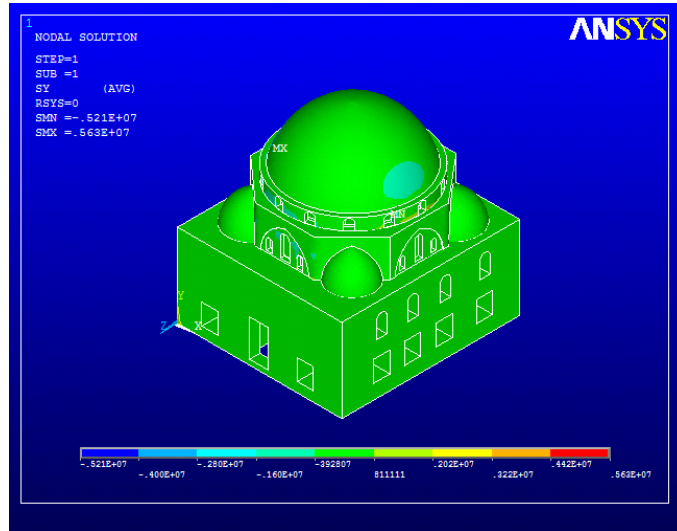 1
ANSYS
NODAL SOLUTION
STEP=1
SUB =1
SY (AVG)
RSYS=0
SMN =-.521E+07
SMX =.563E+07
MX
MN
Y
Z X
-.521E+07 -.280E+07 -392807 .202E+07 .442E+07
-.400E+07 -.160E+07 811111 .322E+07 .563E+07